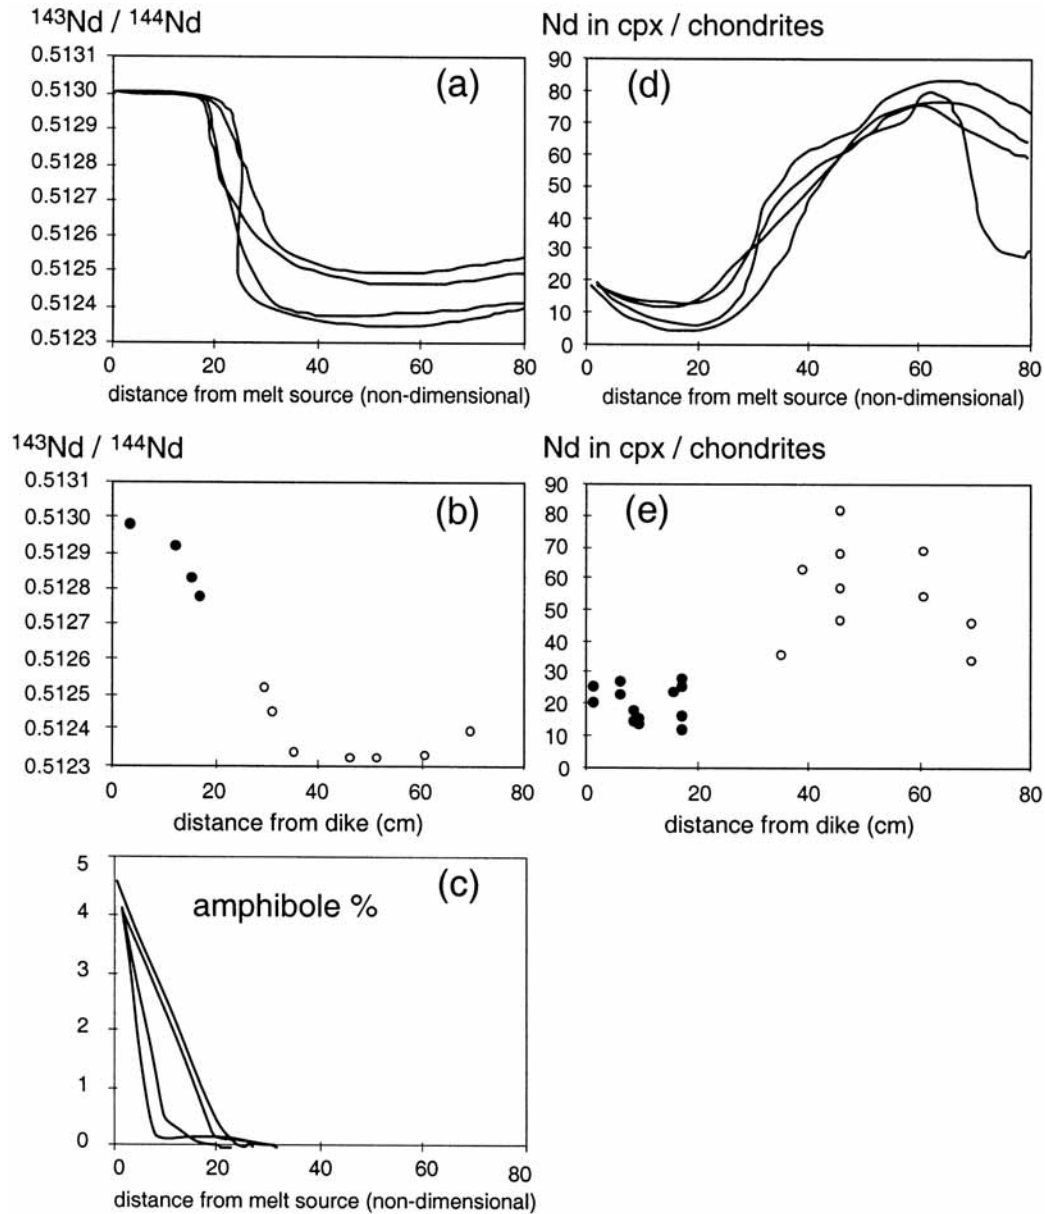 ¹⁴³Nd / ¹⁴⁴Nd
0.5131
0.5130
0.5129
0.5128
0.5127
0.5126
0.5125
0.5124
0.5123
(a)
0 20 40 60 80
distance from melt source (non-dimensional)
Nd in cpx / chondrites
90
80
70
60
50
40
30
20
10
0
(d)
0 20 40 60 80
distance from melt source (non-dimensional)
¹⁴³Nd / ¹⁴⁴Nd
0.5131
0.5130
0.5129
0.5128
0.5127
0.5126
0.5125
0.5124
0.5123
(b)
0 20 40 60 80
distance from dike (cm)
Nd in cpx / chondrites
90
80
70
60
50
40
30
20
10
0
(e)
0 20 40 60 80
distance from dike (cm)
5
4
3
2
1
0
(c)
amphibole %
0 20 40 60 80
distance from melt source (non-dimensional)